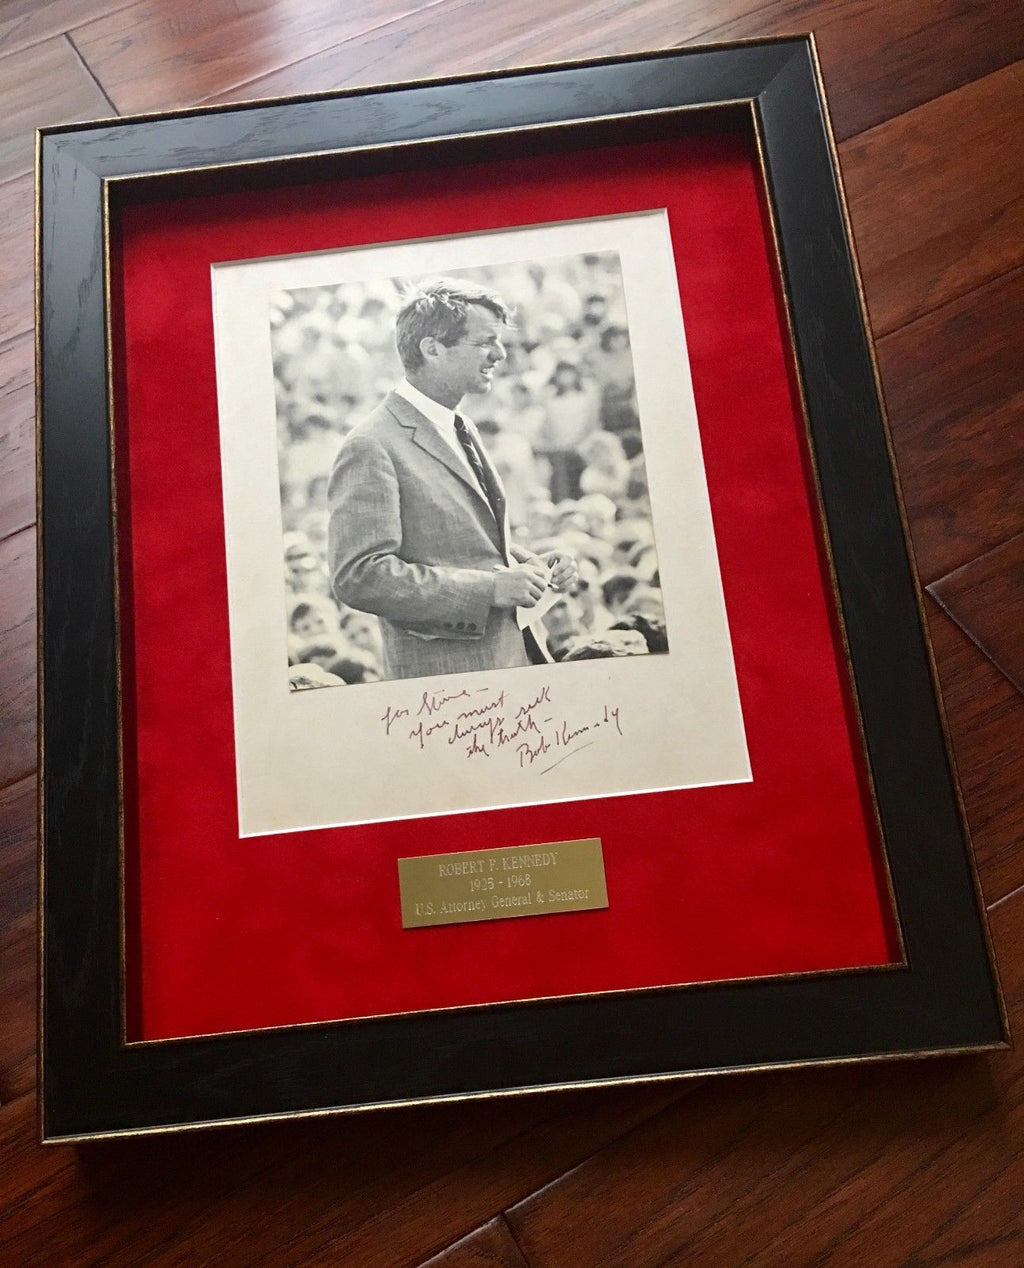 for Steve –
you must
always seek
the truth –
Bob Kennedy
ROBERT F. KENNEDY
1925 - 1968
U.S. Attorney General & Senator